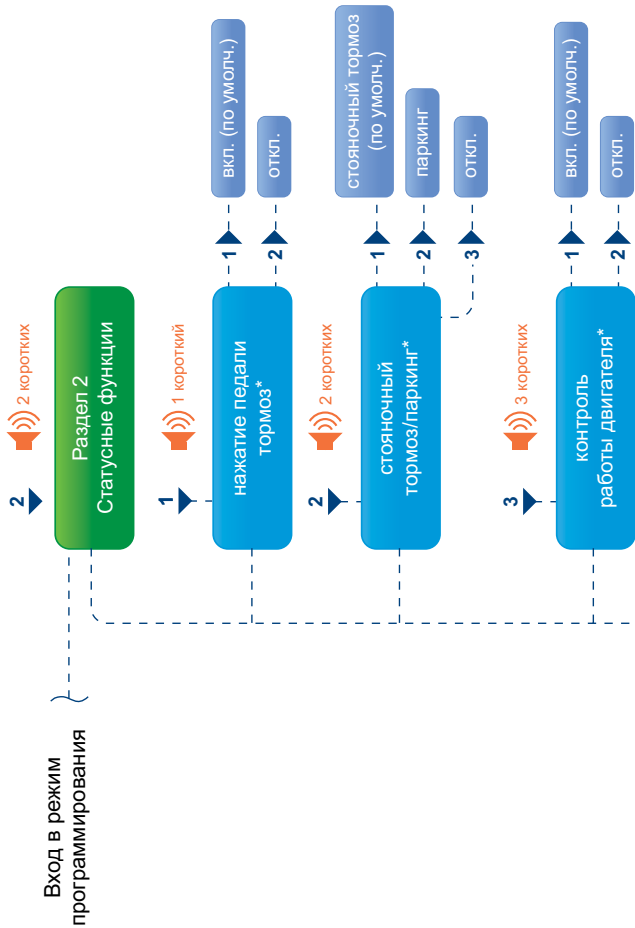 Вход в режим
программирования
2
2 коротких
Раздел 2
Статусные функции
1
1 короткий
нажатие педали
тормоз*
1
вкл. (по умолч.)
2
откл.
2
2 коротких
стояночный
тормоз/паркинг*
1
стояночный тормоз
(по умолч.)
2
паркинг
3
откл.
3
3 коротких
контроль
работы двигателя*
1
вкл. (по умолч.)
2
откл.